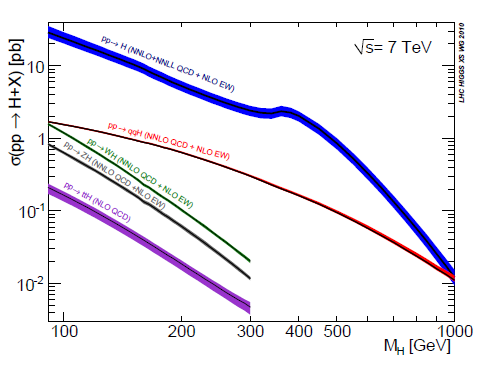 σ(pp → H+X) [pb]
√s= 7 TeV
LHC HIGGS XS WG 2010
pp→ H (NNLO+NNLL QCD + NLO EW)
pp→ qqH (NNLO QCD + NLO EW)
pp→ WH (NNLO QCD + NLO EW)
pp→ ZH (NNLO QCD +NLO EW)
pp→ ttH (NLO QCD)
10
1
10⁻¹
10⁻²
100 200 300 400 500 1000
M_H [GeV]